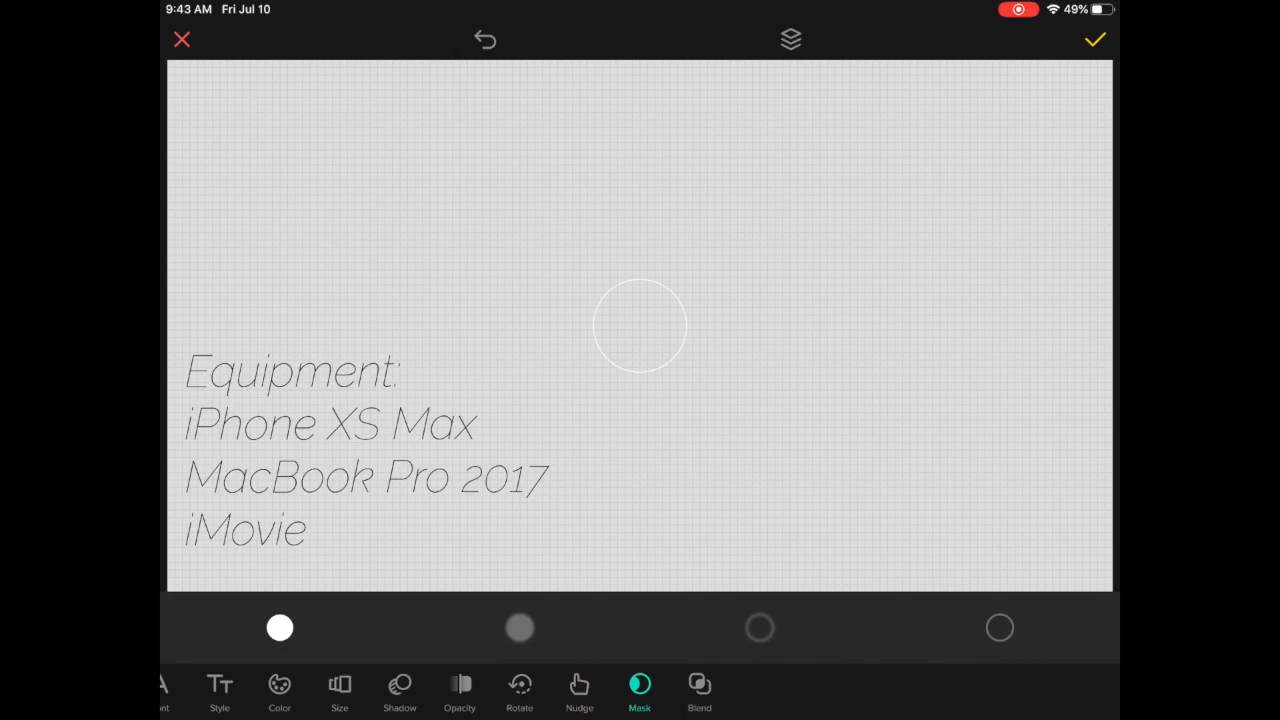 9:43 AM Fri Jul 10 49%
Equipment:
iPhone XS Max
MacBook Pro 2017
iMovie
nt Style Color Size Shadow Opacity Rotate Nudge Mask Blend